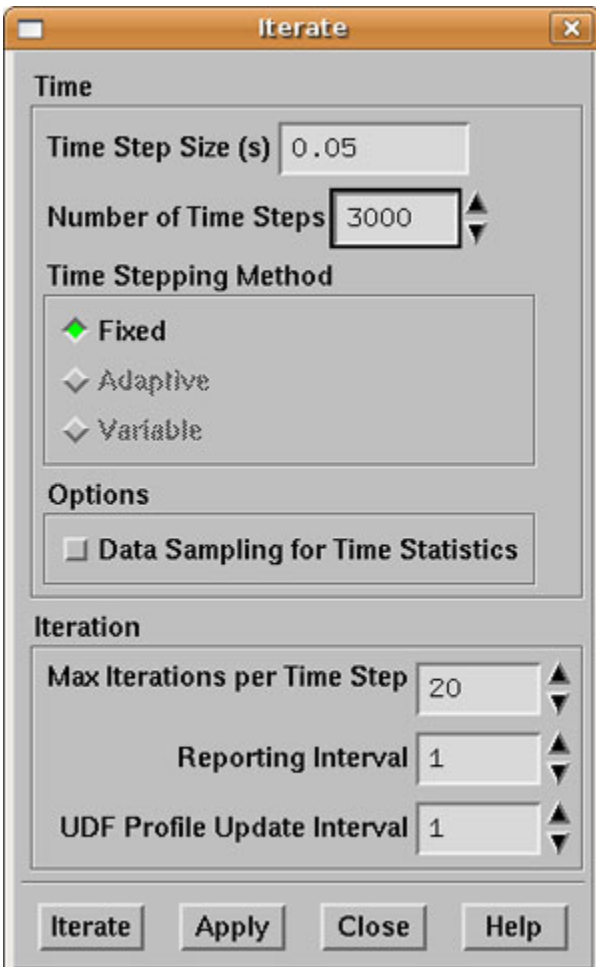 Iterate
Time
Time Step Size (s) 0.05
Number of Time Steps 3000
Time Stepping Method
Fixed
Adaptive
Variable
Options
Data Sampling for Time Statistics
Iteration
Max Iterations per Time Step 20
Reporting Interval 1
UDF Profile Update Interval 1
Iterate Apply Close Help